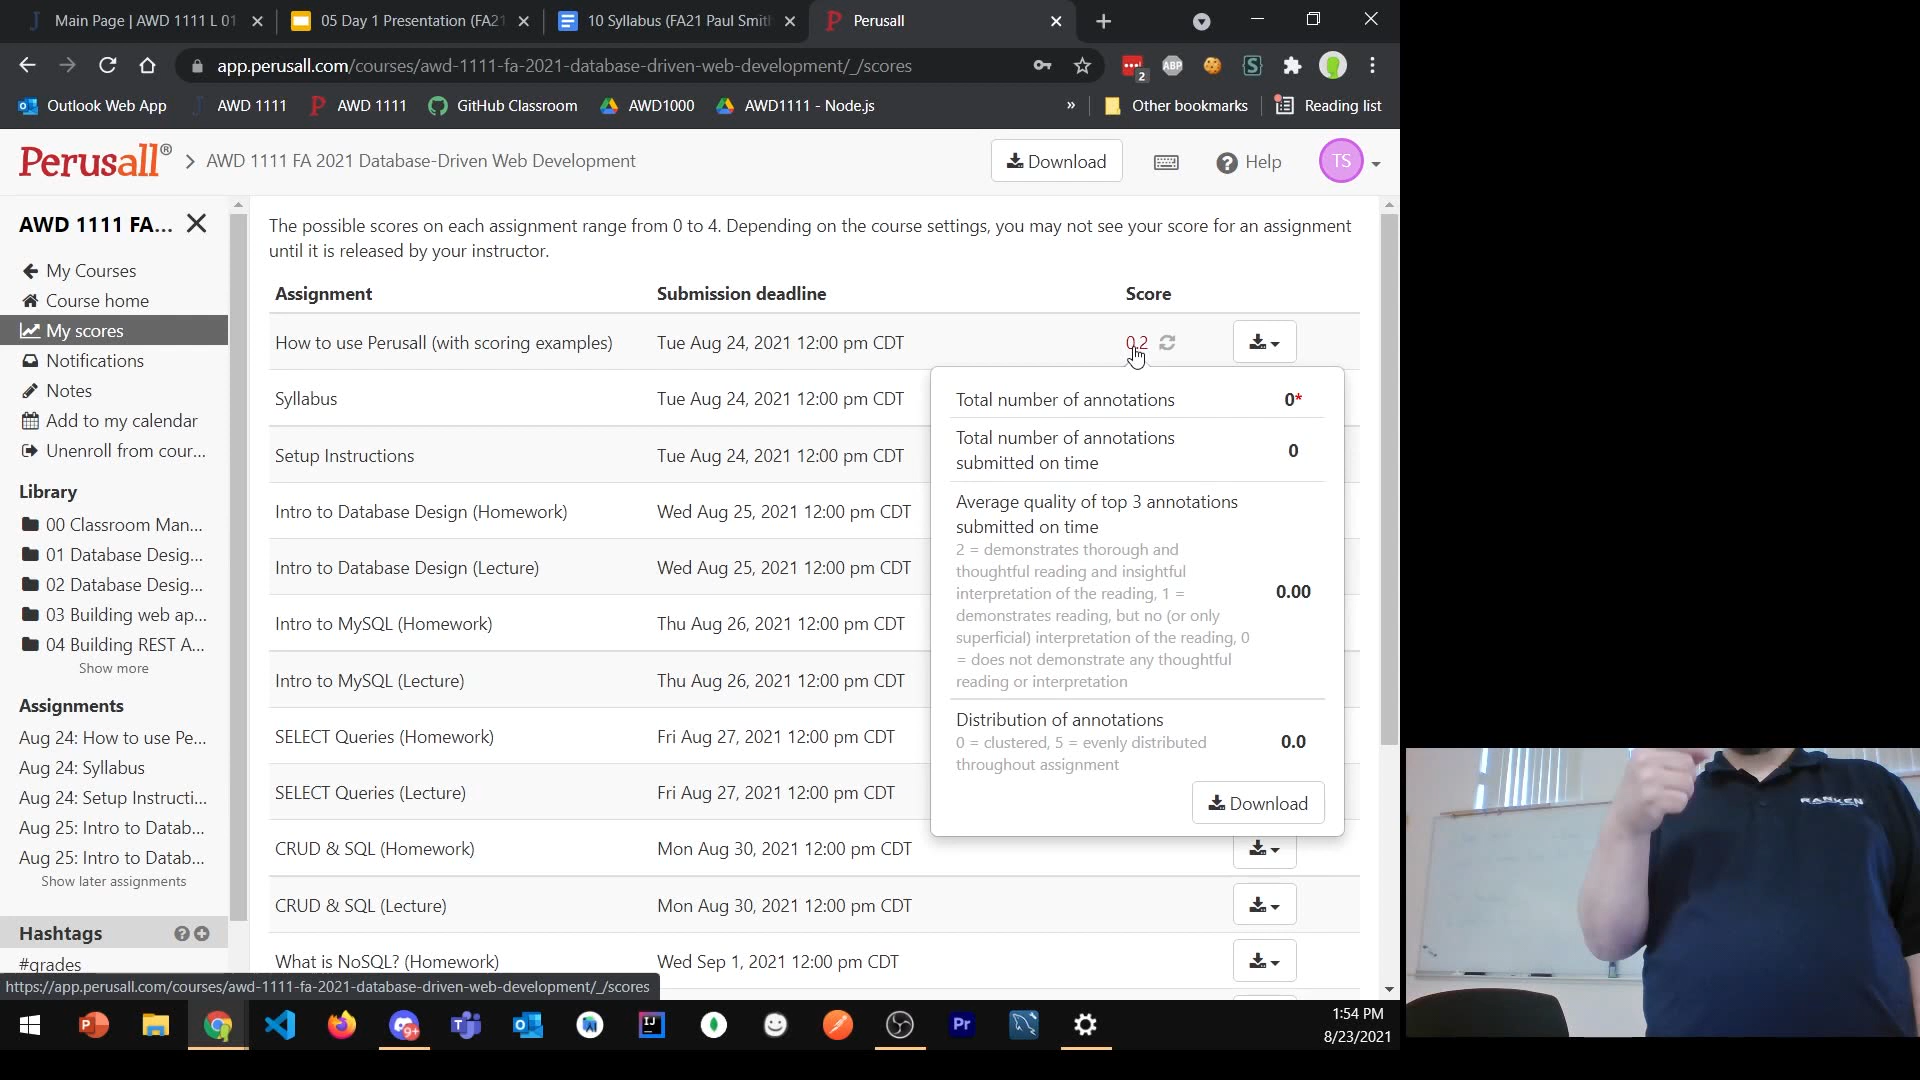 Main Page | AWD 1111 L 01
05 Day 1 Presentation (FA21
10 Syllabus (FA21 Paul Smith
Perusall
app.perusall.com/courses/awd-1111-fa-2021-database-driven-web-development/_/scores
2
ABP
S
Outlook Web App
AWD 1111
AWD 1111
GitHub Classroom
AWD1000
AWD1111 - Node.js
»
Other bookmarks
Reading list
Perusall®
AWD 1111 FA 2021 Database-Driven Web Development
Download
Help
TS
AWD 1111 FA...
My Courses
Course home
My scores
Notifications
Notes
Add to my calendar
Unenroll from cour...
Library
00 Classroom Man...
01 Database Desig...
02 Database Desig...
03 Building web ap...
04 Building REST A...
Show more
Assignments
Aug 24: How to use Pe...
Aug 24: Syllabus
Aug 24: Setup Instructi...
Aug 25: Intro to Datab...
Aug 25: Intro to Datab...
Show later assignments
Hashtags
#grades
The possible scores on each assignment range from 0 to 4. Depending on the course settings, you may not see your score for an assignment
until it is released by your instructor.
Assignment Submission deadline Score
How to use Perusall (with scoring examples) Tue Aug 24, 2021 12:00 pm CDT 0.2
Syllabus Tue Aug 24, 2021 12:00 pm CDT
Setup Instructions Tue Aug 24, 2021 12:00 pm CDT
Intro to Database Design (Homework) Wed Aug 25, 2021 12:00 pm CDT
Intro to Database Design (Lecture) Wed Aug 25, 2021 12:00 pm CDT
Intro to MySQL (Homework) Thu Aug 26, 2021 12:00 pm CDT
Intro to MySQL (Lecture) Thu Aug 26, 2021 12:00 pm CDT
SELECT Queries (Homework) Fri Aug 27, 2021 12:00 pm CDT
SELECT Queries (Lecture) Fri Aug 27, 2021 12:00 pm CDT
CRUD & SQL (Homework) Mon Aug 30, 2021 12:00 pm CDT
CRUD & SQL (Lecture) Mon Aug 30, 2021 12:00 pm CDT
What is NoSQL? (Homework) Wed Sep 1, 2021 12:00 pm CDT
Total number of annotations 0*
Total number of annotations
submitted on time 0
Average quality of top 3 annotations
submitted on time
2 = demonstrates thorough and
thoughtful reading and insightful
interpretation of the reading, 1 =
demonstrates reading, but no (or only
superficial) interpretation of the reading, 0
= does not demonstrate any thoughtful
reading or interpretation
0.00
Distribution of annotations
0 = clustered, 5 = evenly distributed
throughout assignment
0.0
Download
https://app.perusall.com/courses/awd-1111-fa-2021-database-driven-web-development/_/scores
9+
IJ
Pr
1:54 PM
8/23/2021
RANKEN